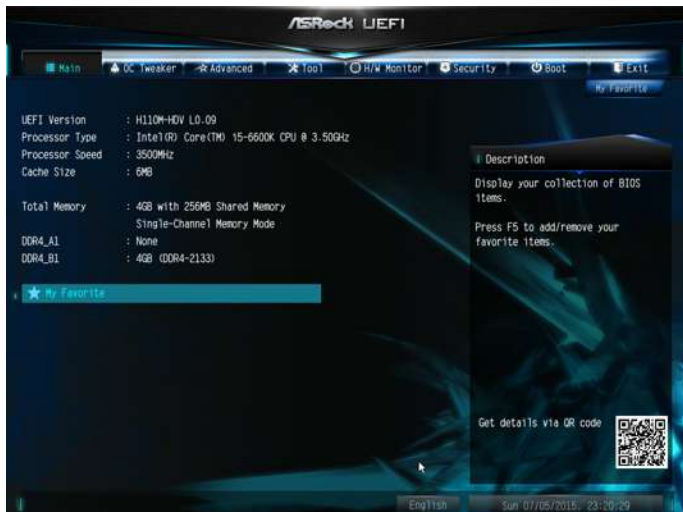 ASRock UEFI
Main OC Tweaker Advanced Tool H/W Monitor Security Boot Exit
My Favorite
UEFI Version : H110M-HDV L0.09
Processor Type : Intel(R) Core(TM) i5-6600K CPU @ 3.50GHz
Processor Speed : 3500MHz
Cache Size : 6MB
Total Memory : 4GB with 256MB Shared Memory
Single-Channel Memory Mode
DDR4_A1 : None
DDR4_B1 : 4GB (DDR4-2133)
My Favorite
Description
Display your collection of BIOS
items.
Press F5 to add/remove your
favorite items.
Get details via QR code
English
Sun 07/05/2015. 23:20:29